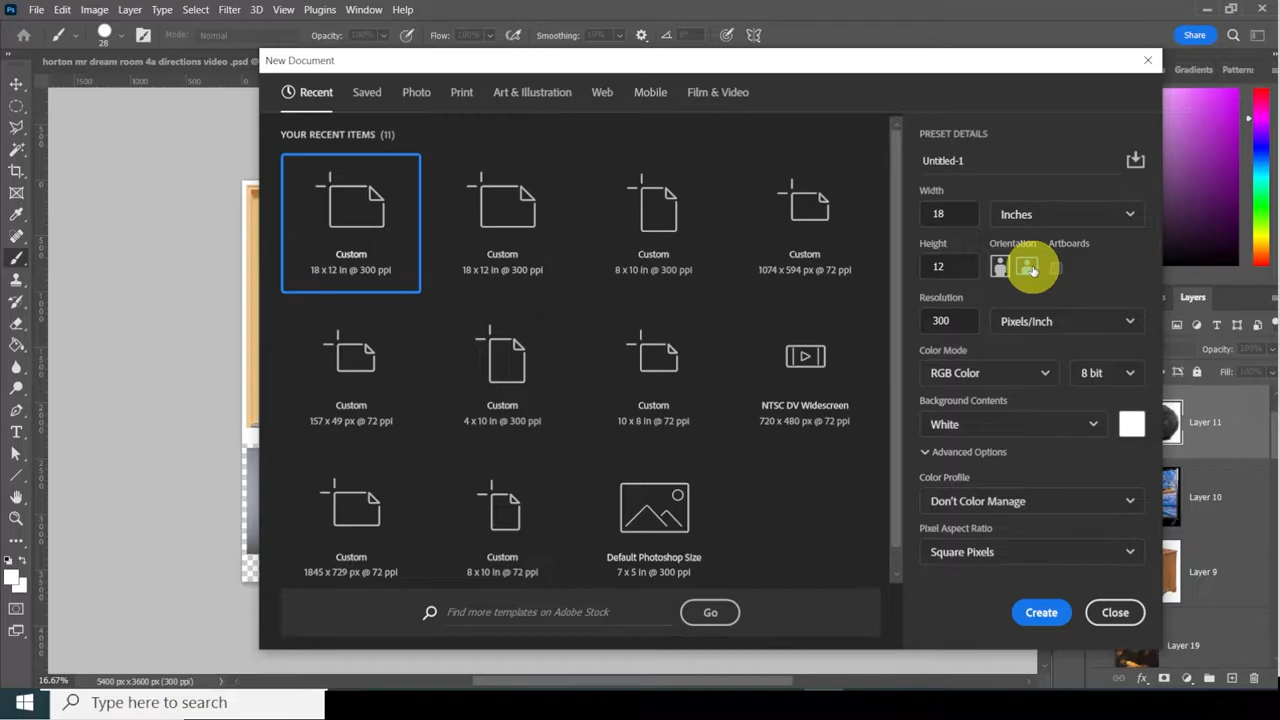 Ps File Edit Image Layer Type Select Filter 3D View Plugins Window Help
28 Mode: Normal Opacity: 100% Flow: 100% Smoothing: 10% 0° Share
horton mr dream room 4a directions video .psd @
New Document
Gradients Pattern
Recent Saved Photo Print Art & Illustration Web Mobile Film & Video
YOUR RECENT ITEMS (11)
Custom
18 x 12 in @ 300 ppi
Custom
18 x 12 in @ 300 ppi
Custom
8 x 10 in @ 300 ppi
Custom
1074 x 594 px @ 72 ppi
Custom
157 x 49 px @ 72 ppi
Custom
4 x 10 in @ 300 ppi
Custom
10 x 8 in @ 72 ppi
NTSC DV Widescreen
720 x 480 px @ 72 ppi
Custom
1845 x 729 px @ 72 ppi
Custom
8 x 10 in @ 72 ppi
Default Photoshop Size
7 x 5 in @ 300 ppi
Find more templates on Adobe Stock Go
PRESET DETAILS
Untitled-1
Width
18 Inches
Height Orientation Artboards
12
Resolution
300 Pixels/Inch
Color Mode
RGB Color 8 bit
Background Contents
White
Advanced Options
Color Profile
Don't Color Manage
Pixel Aspect Ratio
Square Pixels
Create Close
Layers
Opacity: 100%
Fill: 100%
Layer 11
Layer 10
Layer 9
Layer 19
16.67% 5400 px x 3600 px (300 ppi)
Type here to search